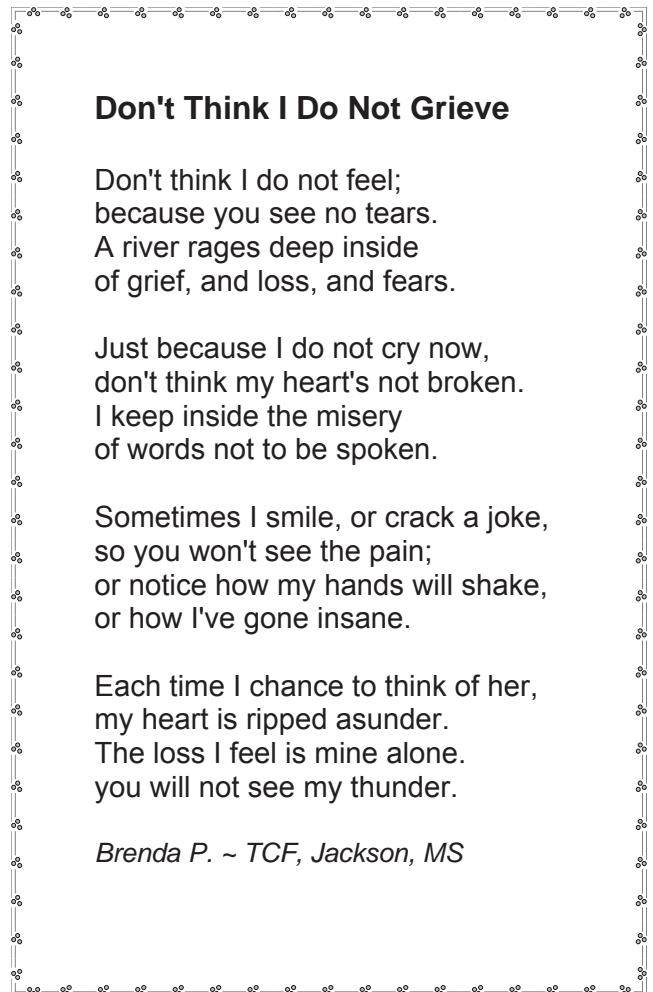 Don't Think I Do Not Grieve
Don't think I do not feel;
because you see no tears.
A river rages deep inside
of grief, and loss, and fears.
Just because I do not cry now,
don't think my heart's not broken.
I keep inside the misery
of words not to be spoken.
Sometimes I smile, or crack a joke,
so you won't see the pain;
or notice how my hands will shake,
or how I've gone insane.
Each time I chance to think of her,
my heart is ripped asunder.
The loss I feel is mine alone.
you will not see my thunder.
Brenda P. ~ TCF, Jackson, MS